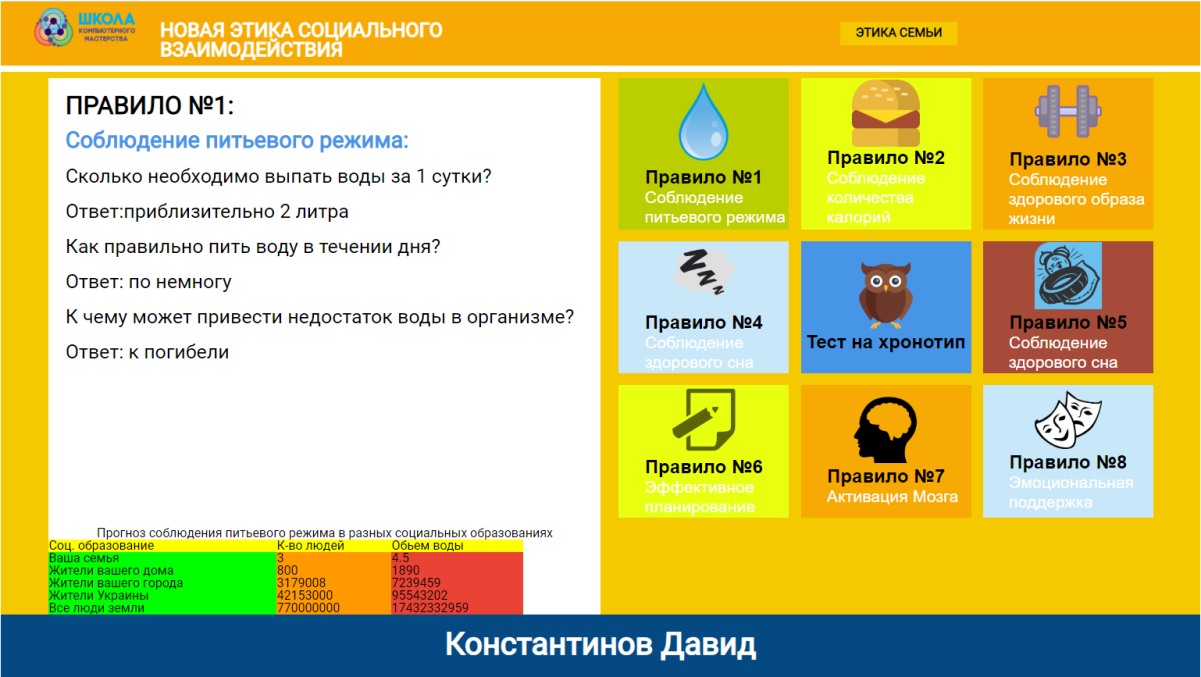 ШКОЛА
КОМПЬЮТЕРНОГО
МАСТЕРСТВА
НОВАЯ ЭТИКА СОЦИАЛЬНОГО
ВЗАИМОДЕЙСТВИЯ
ЭТИКА СЕМЬИ
ПРАВИЛО №1:
Соблюдение питьевого режима:
Сколько необходимо выпать воды за 1 сутки?
Ответ:приблизительно 2 литра
Как правильно пить воду в течении дня?
Ответ: по немногу
К чему может привести недостаток воды в организме?
Ответ: к погибели
Прогноз соблюдения питьевого режима в разных социальных образованиях
Соц. образование К-во людей Обьем воды
Ваша семья 3 4.5
Жители вашего дома 800 1890
Жители вашего города 3179008 7239459
Жители Украины 42153000 95543202
Все люди земли 770000000 17432332959
Правило №1
Соблюдение
питьевого режима
Правило №2
Соблюдение
количества
калорий
Правило №3
Соблюдение
здорового образа
жизни
Правило №4
Соблюдение
здорового сна
Тест на хронотип
Правило №5
Соблюдение
здорового сна
Правило №6
Эффективное
планирование
Правило №7
Активация Мозга
Правило №8
Эмоциональная
поддержка
Константинов Давид